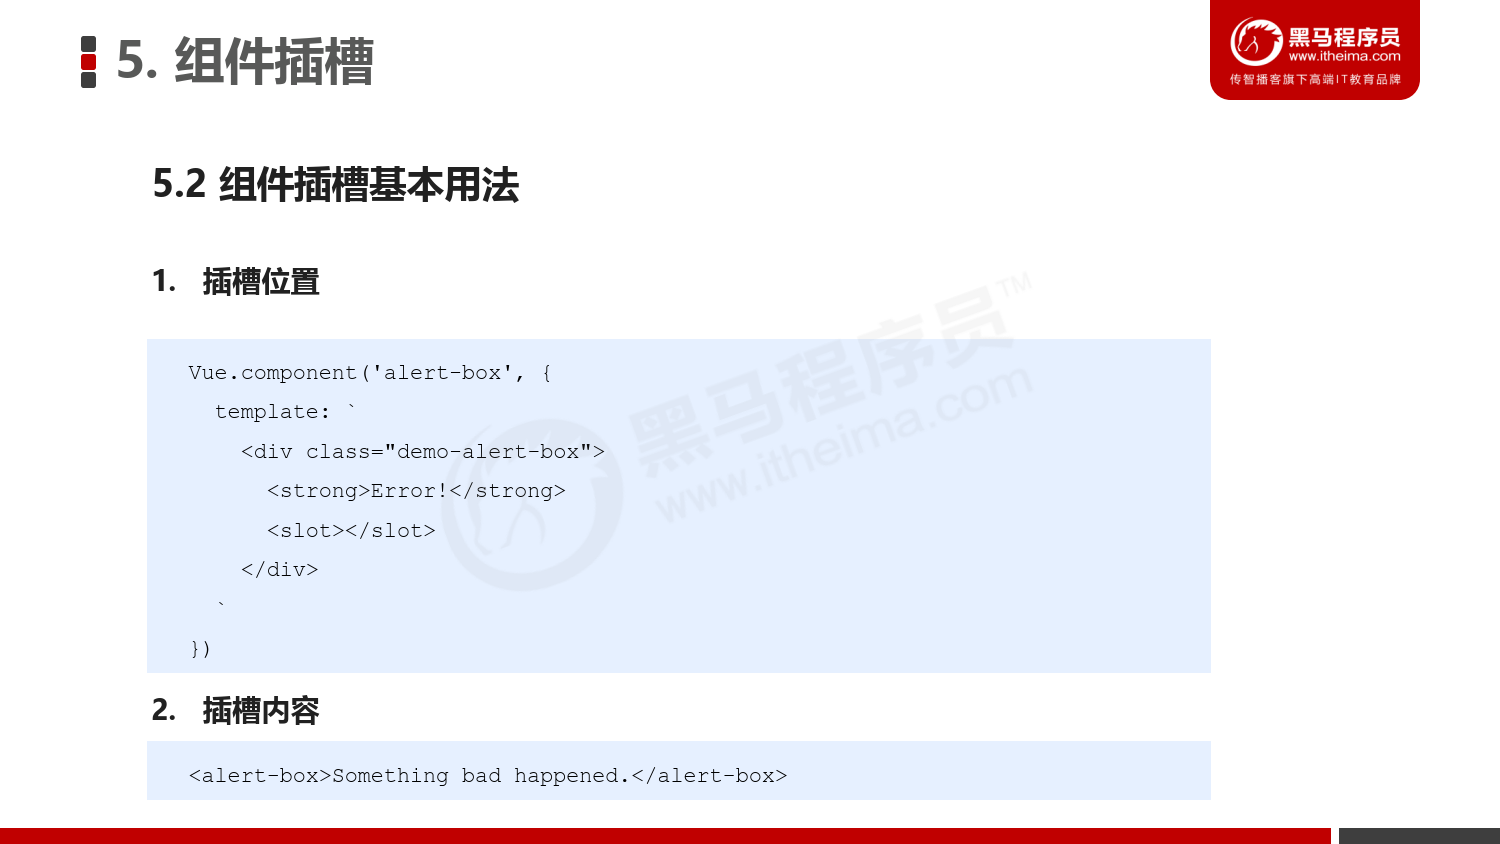 5. 组件插槽
黑马程序员
www.itheima.com
传智播客旗下高端IT教育品牌
5.2 组件插槽基本用法
1. 插槽位置
黑马程序员™
www.itheima.com
Vue.component('alert-box', {
  template: `
    <div class="demo-alert-box">
      <strong>Error!</strong>
      <slot></slot>
    </div>
  `
})
2. 插槽内容
<alert-box>Something bad happened.</alert-box>